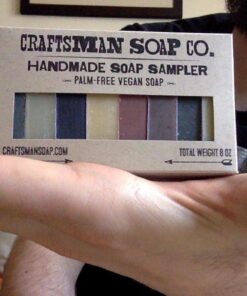 CRAFTSMAN SOAP CO.
HANDMADE SOAP SAMPLER
— PALM-FREE VEGAN SOAP —
CRAFTSMANSOAP.COM
TOTAL WEIGHT 8 OZ